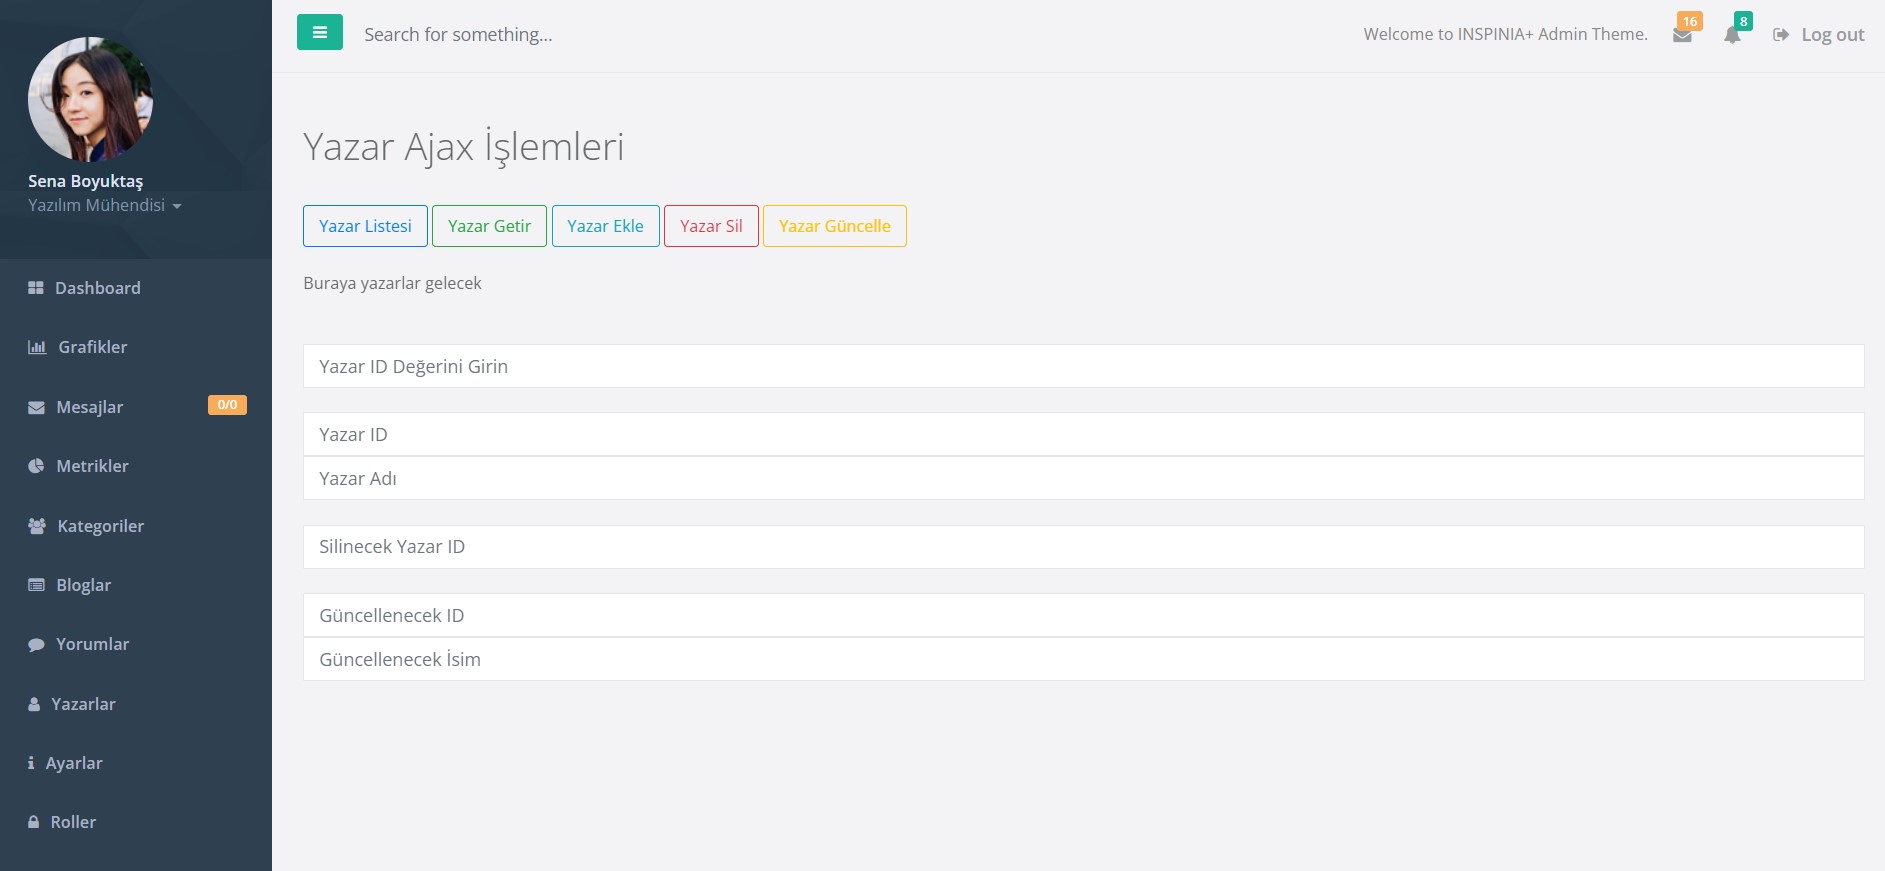 Sena Boyuktaş
Yazılım Mühendisi
Dashboard
Grafikler
Mesajlar 0/0
Metrikler
Kategoriler
Bloglar
Yorumlar
Yazarlar
Ayarlar
Roller
Search for something...
Welcome to INSPINIA+ Admin Theme. 16 8 Log out
Yazar Ajax İşlemleri
Yazar Listesi Yazar Getir Yazar Ekle Yazar Sil Yazar Güncelle
Buraya yazarlar gelecek
Yazar ID Değerini Girin
Yazar ID
Yazar Adı
Silinecek Yazar ID
Güncellenecek ID
Güncellenecek İsim